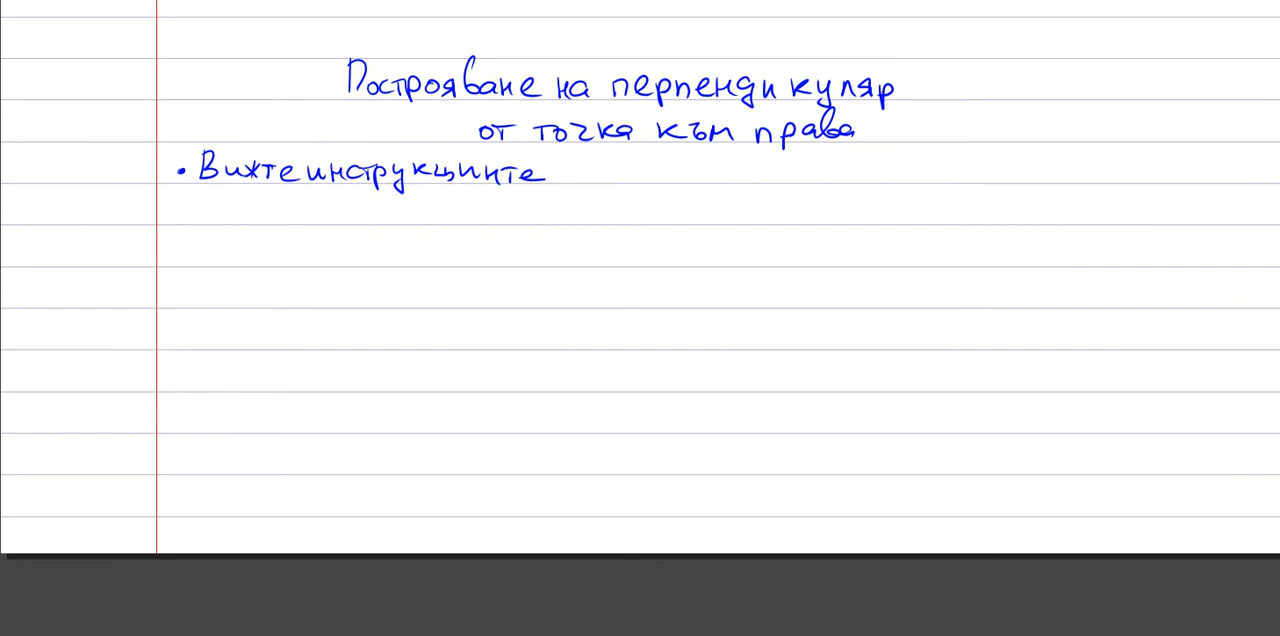 Построяване на перпендикуляр
от точка към права
• Вижте инструкциите